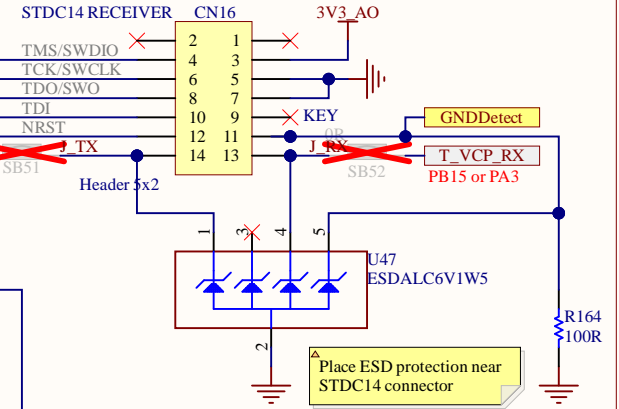 STDC14 RECEIVER CN16 3V3_AO
2 1
TMS/SWDIO 4 3
TCK/SWCLK 6 5
TDO/SWO 8 7
TDI 10 9 KEY
GNDDetect
NRST 12 11 0R
J_TX 14 13 J_RX T_VCP_RX
SB51 SB52
PB15 or PA3
Header 5x2
1 3 4 5
U47
ESDALC6V1W5
R164
100R
2
Place ESD protection near
STDC14 connector